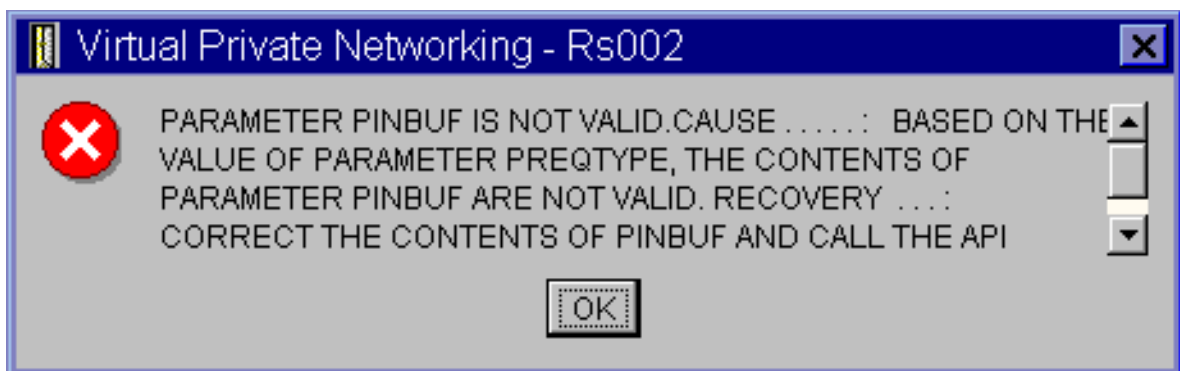 Virtual Private Networking - Rs002
PARAMETER PINBUF IS NOT VALID.CAUSE . . . . . :   BASED ON THE
VALUE OF PARAMETER PREQTYPE, THE CONTENTS OF
PARAMETER PINBUF ARE NOT VALID. RECOVERY  . . . :
CORRECT THE CONTENTS OF PINBUF AND CALL THE API
OK